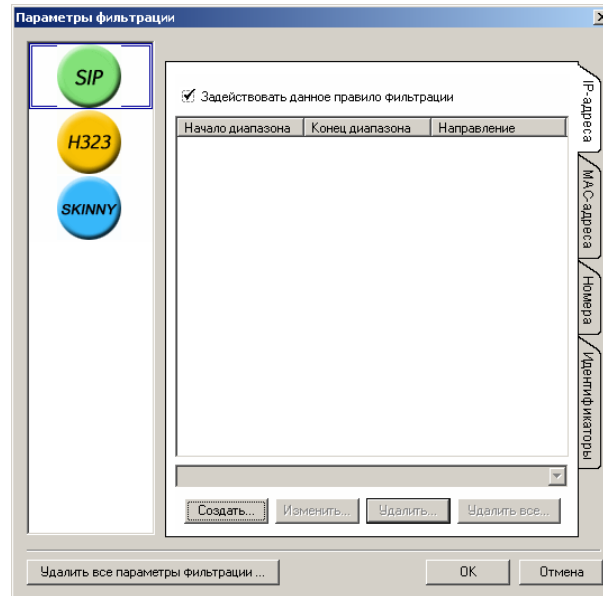 Параметры фильтрации
SIP
H323
SKINNY
Задействовать данное правило фильтрации
Начало диапазона Конец диапазона Направление
IP-адреса
MAC-адреса
Номера
Идентификаторы
Создать... Изменить... Удалить... Удалить все...
Удалить все параметры фильтрации ... OK Отмена